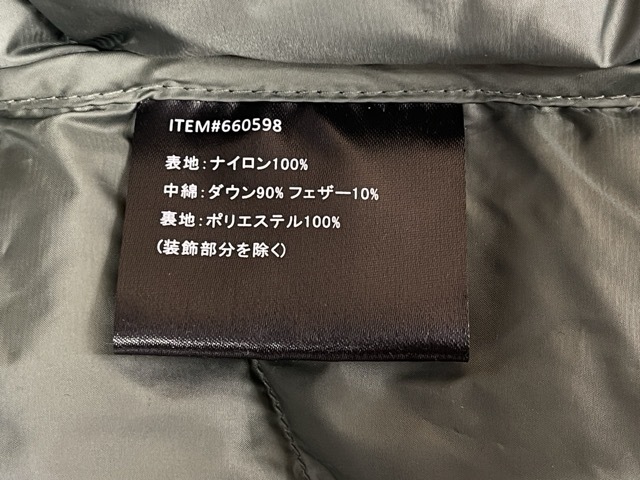 ITEM#660598
表地:ナイロン100%
中綿:ダウン90% フェザー10%
裏地:ポリエステル100%
(装飾部分を除く)